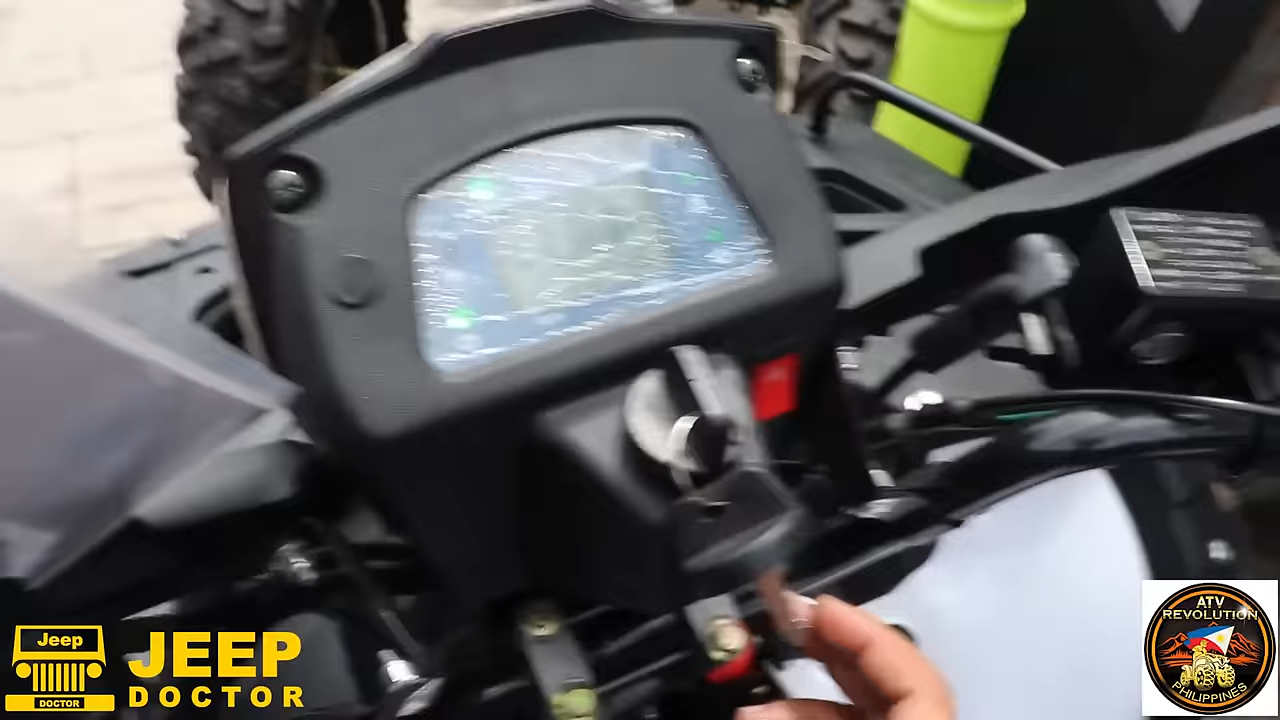 Jeep
DOCTOR
JEEP
DOCTOR
ATV
REVOLUTION
PHILIPPINES